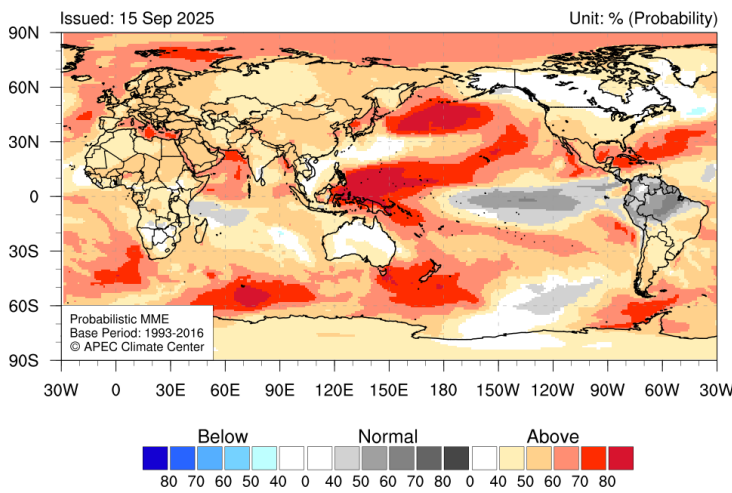 Issued: 15 Sep 2025 Unit: % (Probability)
90N
60N
30N
0
30S
60S
90S
Probabilistic MME
Base Period: 1993-2016
© APEC Climate Center
30W 0 30E 60E 90E 120E 150E 180 150W 120W 90W 60W 30W
Below Normal Above
80 70 60 50 40 0 40 50 60 70 80 0 40 50 60 70 80